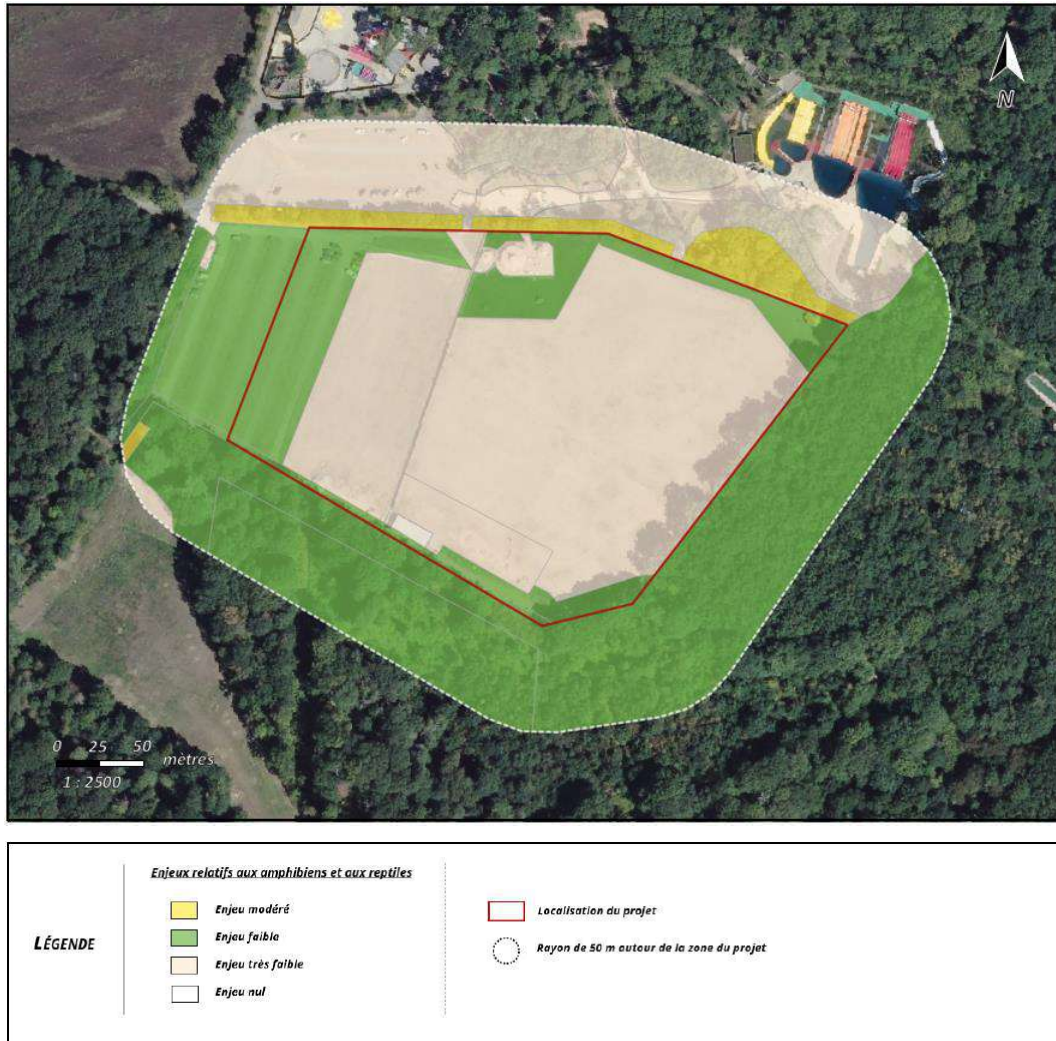 N
0 25 50
mètres
1 : 2500
LÉGENDE
Enjeux relatifs aux amphibiens et aux reptiles
Enjeu modéré
Enjeu faible
Enjeu très faible
Enjeu nul
Localisation du projet
Rayon de 50 m autour de la zone du projet